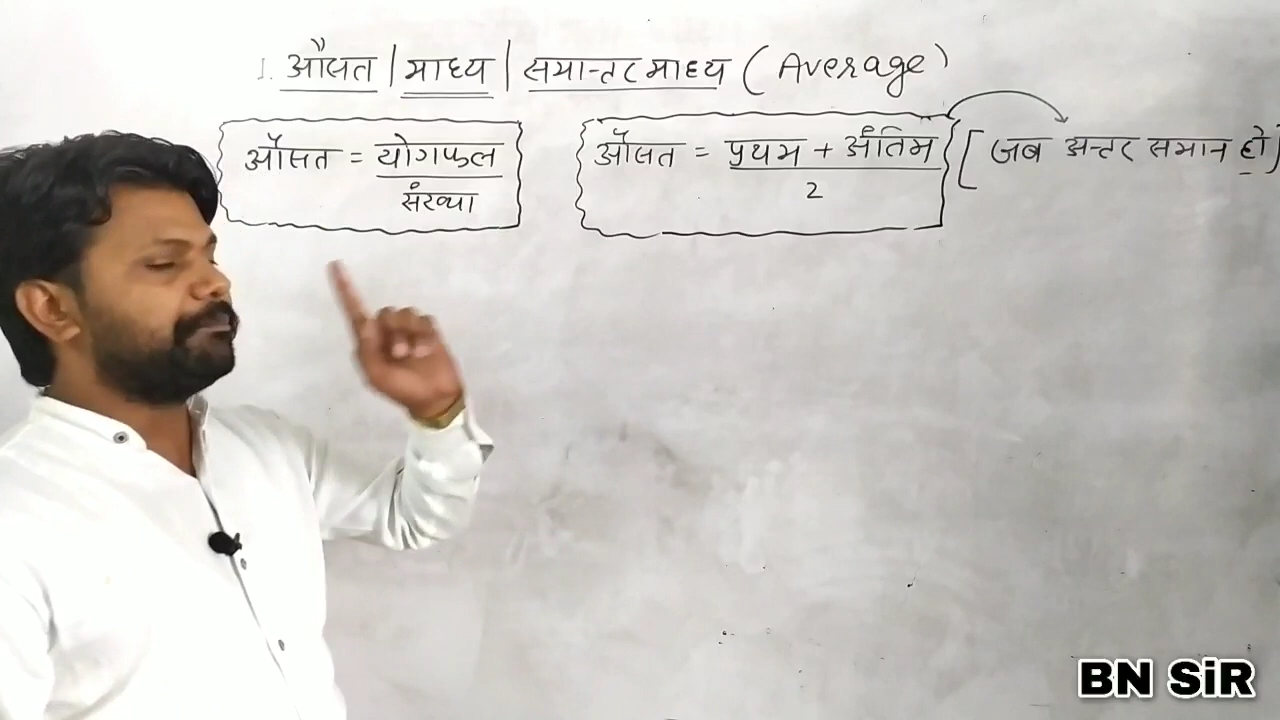 1. औसत | माध्य | समान्तर माध्य ( Average )
औसत = योगफल / संख्या
औसत = प्रथम + अंतिम / 2 [ जब अन्तर समान हो ]
BN SiR